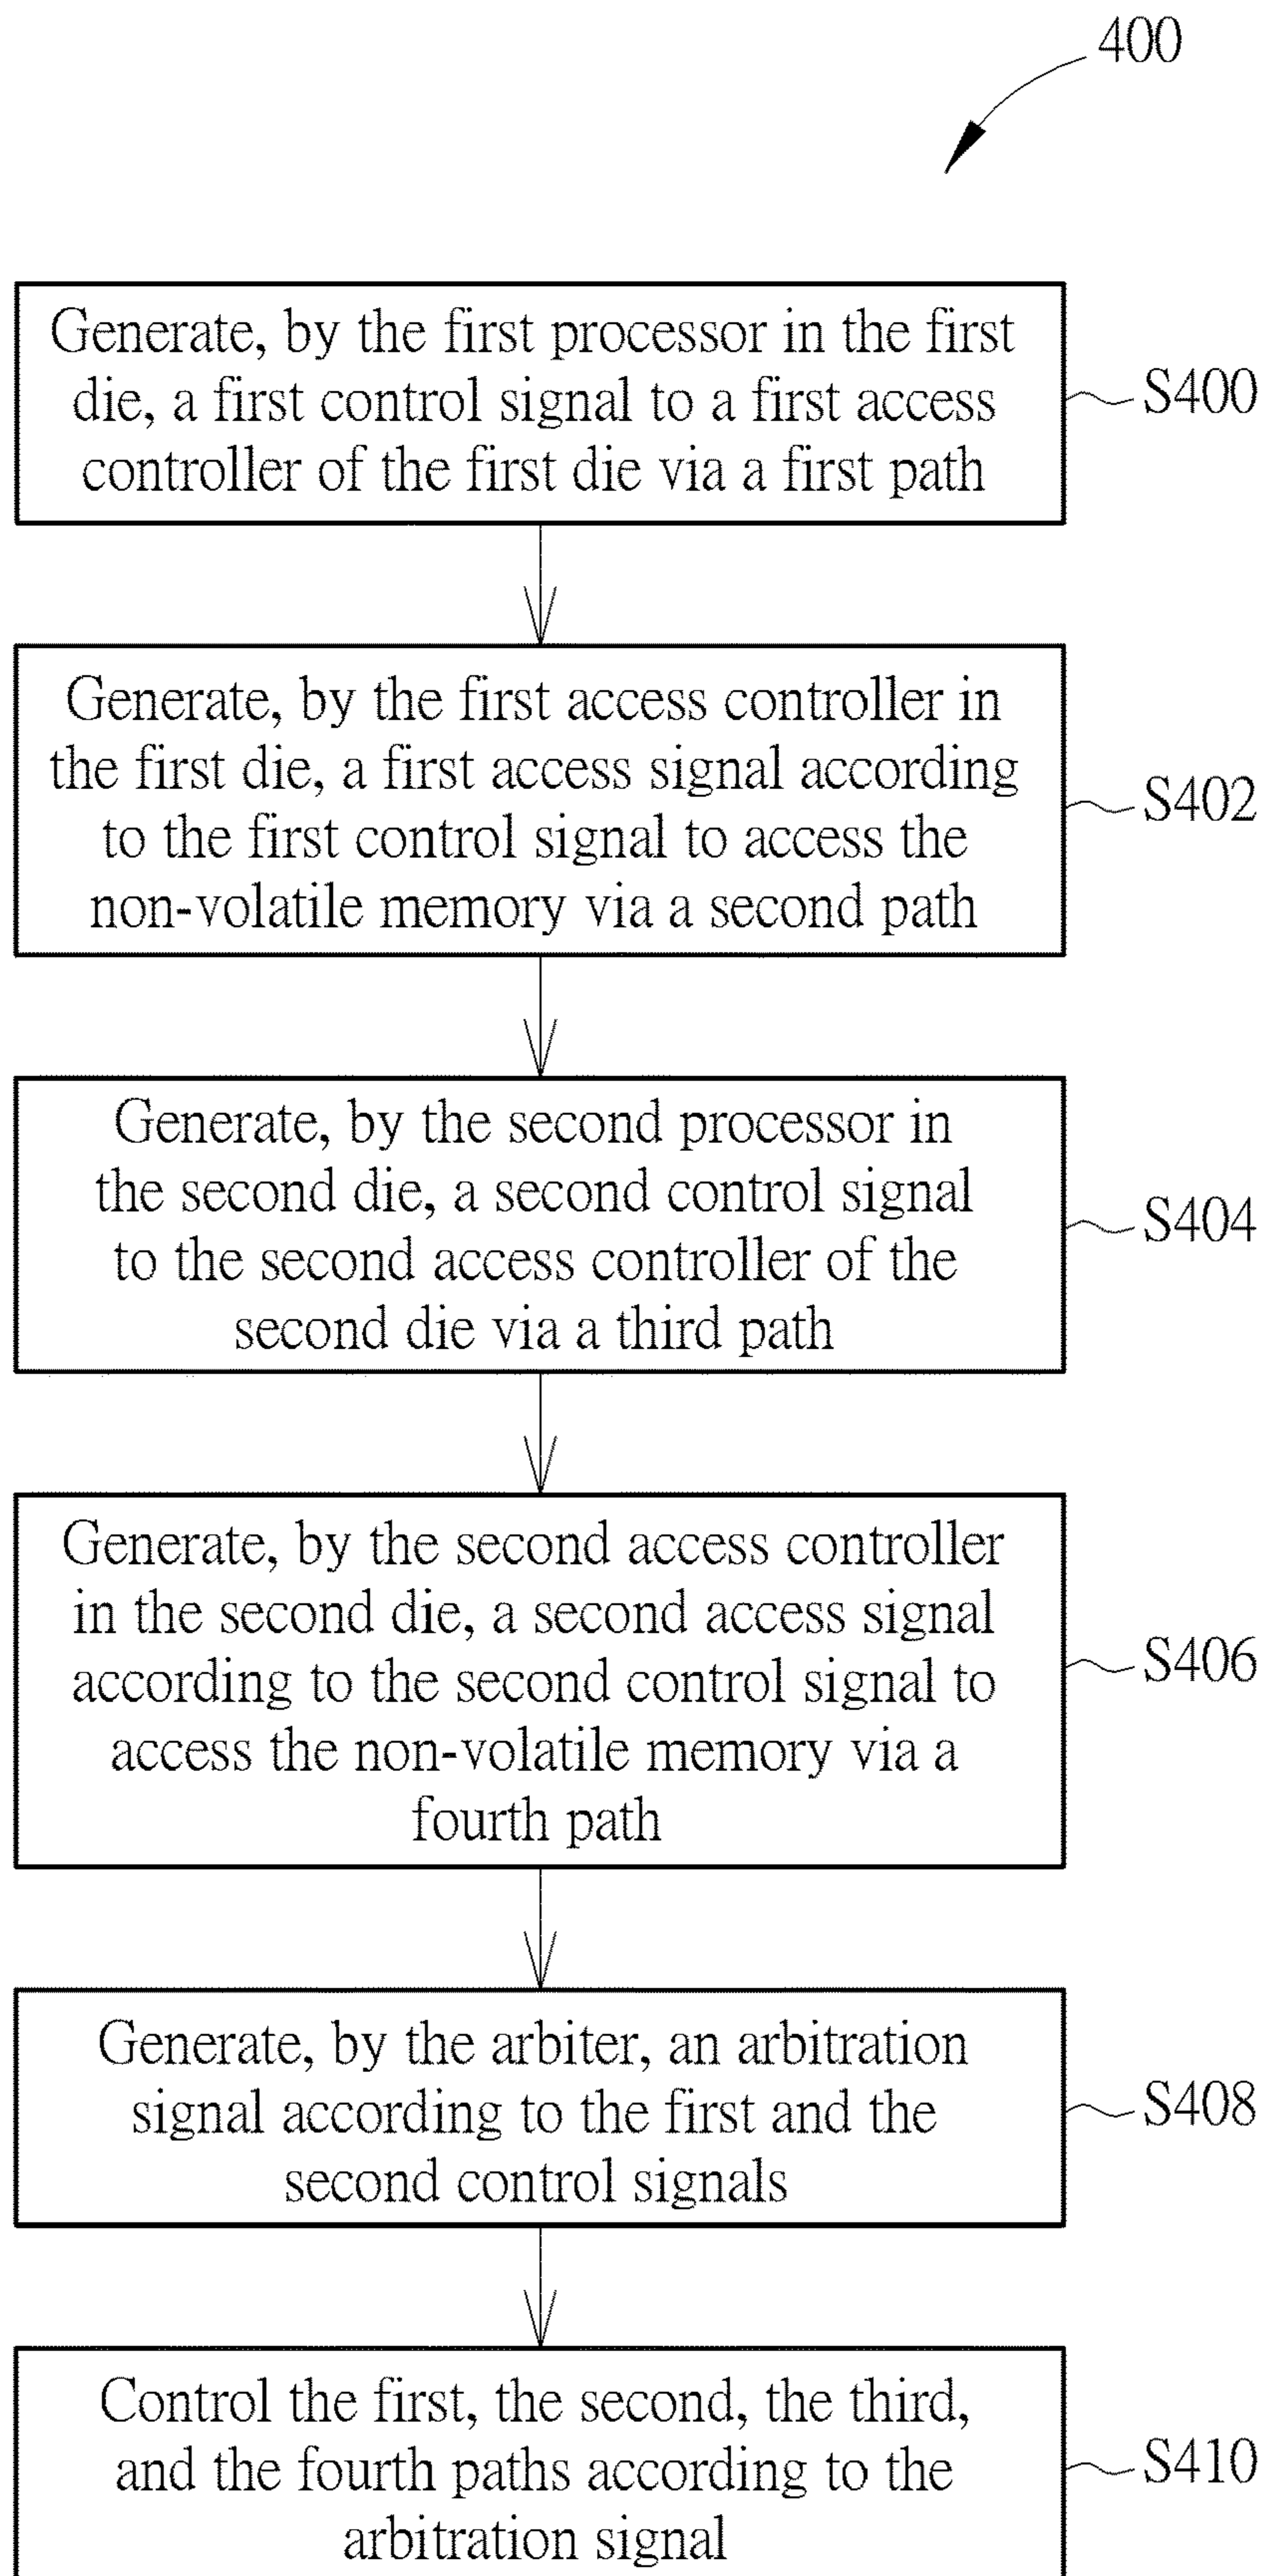 400
Generate, by the first processor in the first
die, a first control signal to a first access
controller of the first die via a first path
S400
Generate, by the first access controller in
the first die, a first access signal according
to the first control signal to access the
non-volatile memory via a second path
S402
Generate, by the second processor in
the second die, a second control signal
to the second access controller of the
second die via a third path
S404
Generate, by the second access controller
in the second die, a second access signal
according to the second control signal to
access the non-volatile memory via a
fourth path
S406
Generate, by the arbiter, an arbitration
signal according to the first and the
second control signals
S408
Control the first, the second, the third,
and the fourth paths according to the
arbitration signal
S410